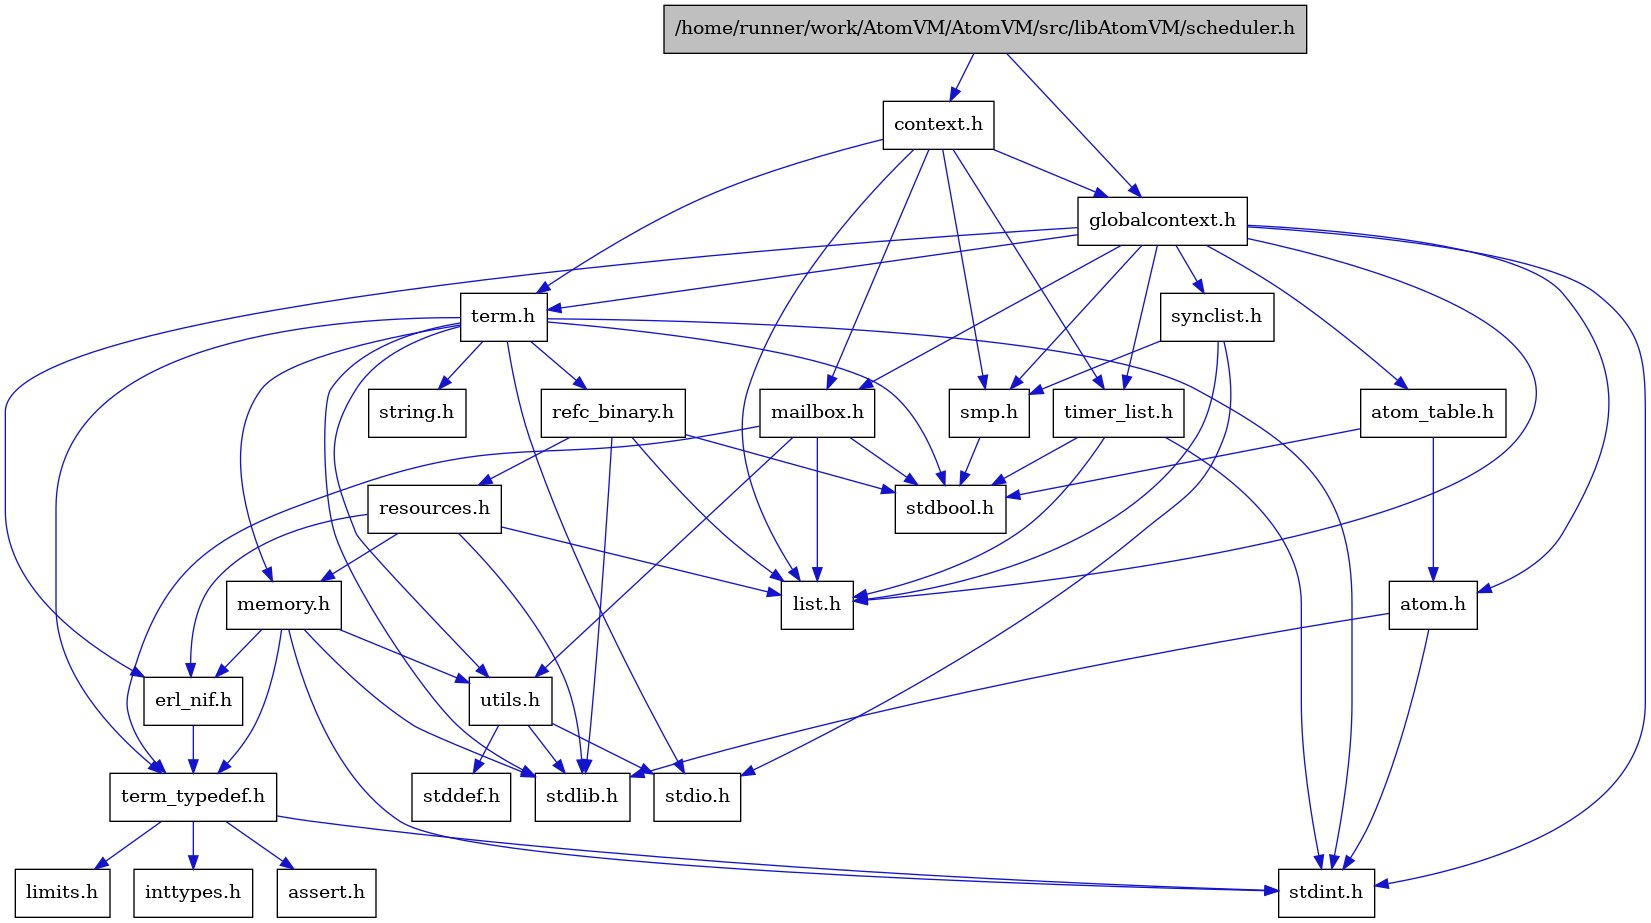 /home/runner/work/AtomVM/AtomVM/src/libAtomVM/scheduler.h
context.h
globalcontext.h
term.h
synclist.h
string.h
refc_binary.h
mailbox.h
smp.h
timer_list.h
atom_table.h
resources.h
stdbool.h
memory.h
list.h
atom.h
erl_nif.h
utils.h
term_typedef.h
stddef.h
stdlib.h
stdio.h
limits.h
inttypes.h
assert.h
stdint.h